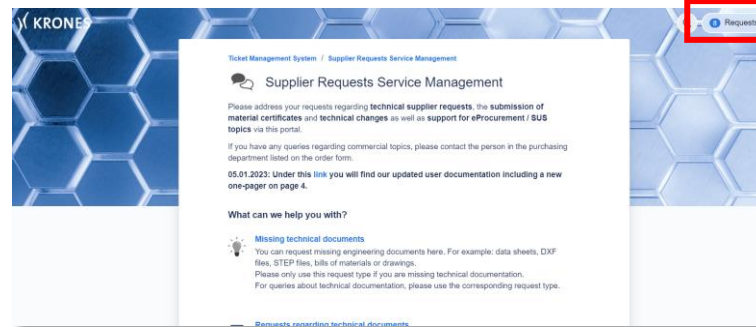 KRONES
Requests
Ticket Management System / Supplier Requests Service Management
Supplier Requests Service Management
Please address your requests regarding technical supplier requests, the submission of
material certificates and technical changes as well as support for eProcurement / SUS
topics via this portal.
If you have any queries regarding commercial topics, please contact the person in the purchasing
department listed on the order form.
05.01.2023: Under this link you will find our updated user documentation including a new
one-pager on page 4.
What can we help you with?
Missing technical documents
You can request missing engineering documents here. For example: data sheets, DXF
files, STEP files, bills of materials or drawings.
Please only use this request type if you are missing technical documentation.
For queries about technical documentation, please use the corresponding request type.
Requests regarding technical documents